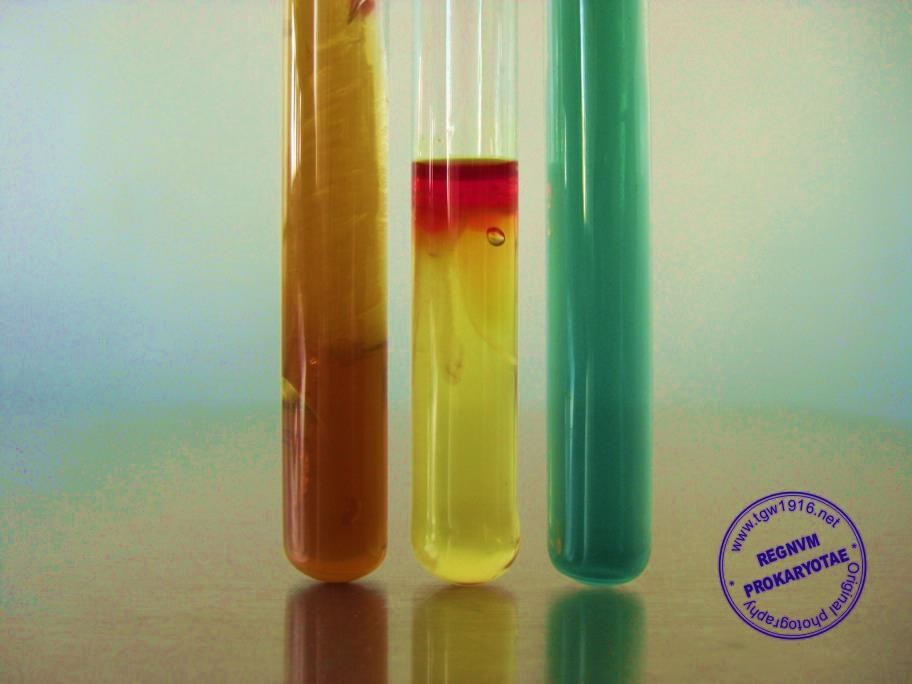 www.tgw1916.net
REGNVM
PROKARYOTAE
* Original photography *